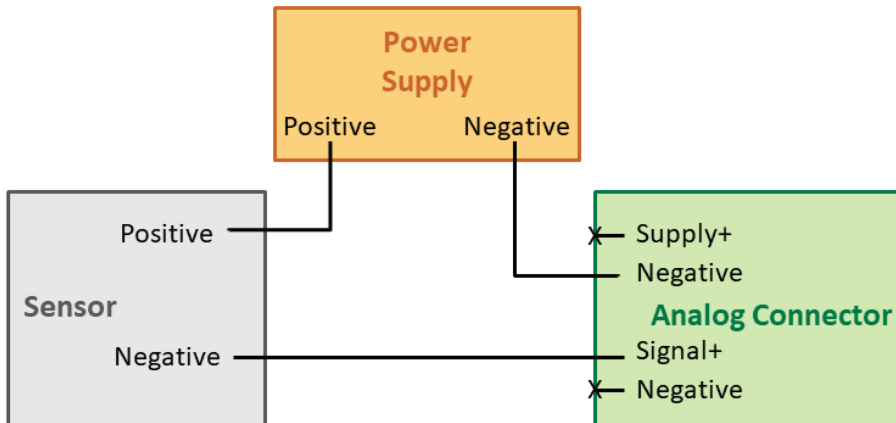 Power
Supply
Positive
Negative
Positive
Sensor
Negative
Supply+
Negative
Analog Connector
Signal+
Negative